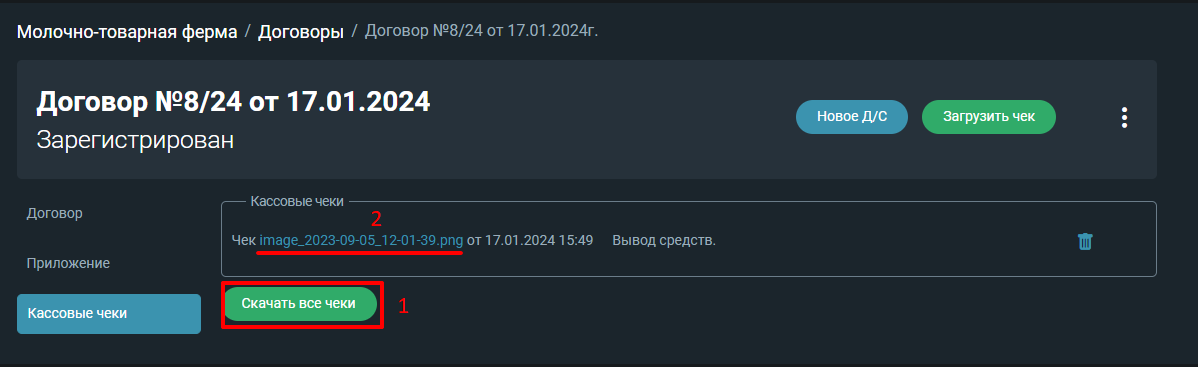 Молочно-товарная ферма / Договоры / Договор №8/24 от 17.01.2024г.
Договор №8/24 от 17.01.2024
Зарегистрирован
Новое Д/С
Загрузить чек
Договор
Приложение
Кассовые чеки
Кассовые чеки
2
Чек image_2023-09-05_12-01-39.png от 17.01.2024 15:49 Вывод средств.
Скачать все чеки
1